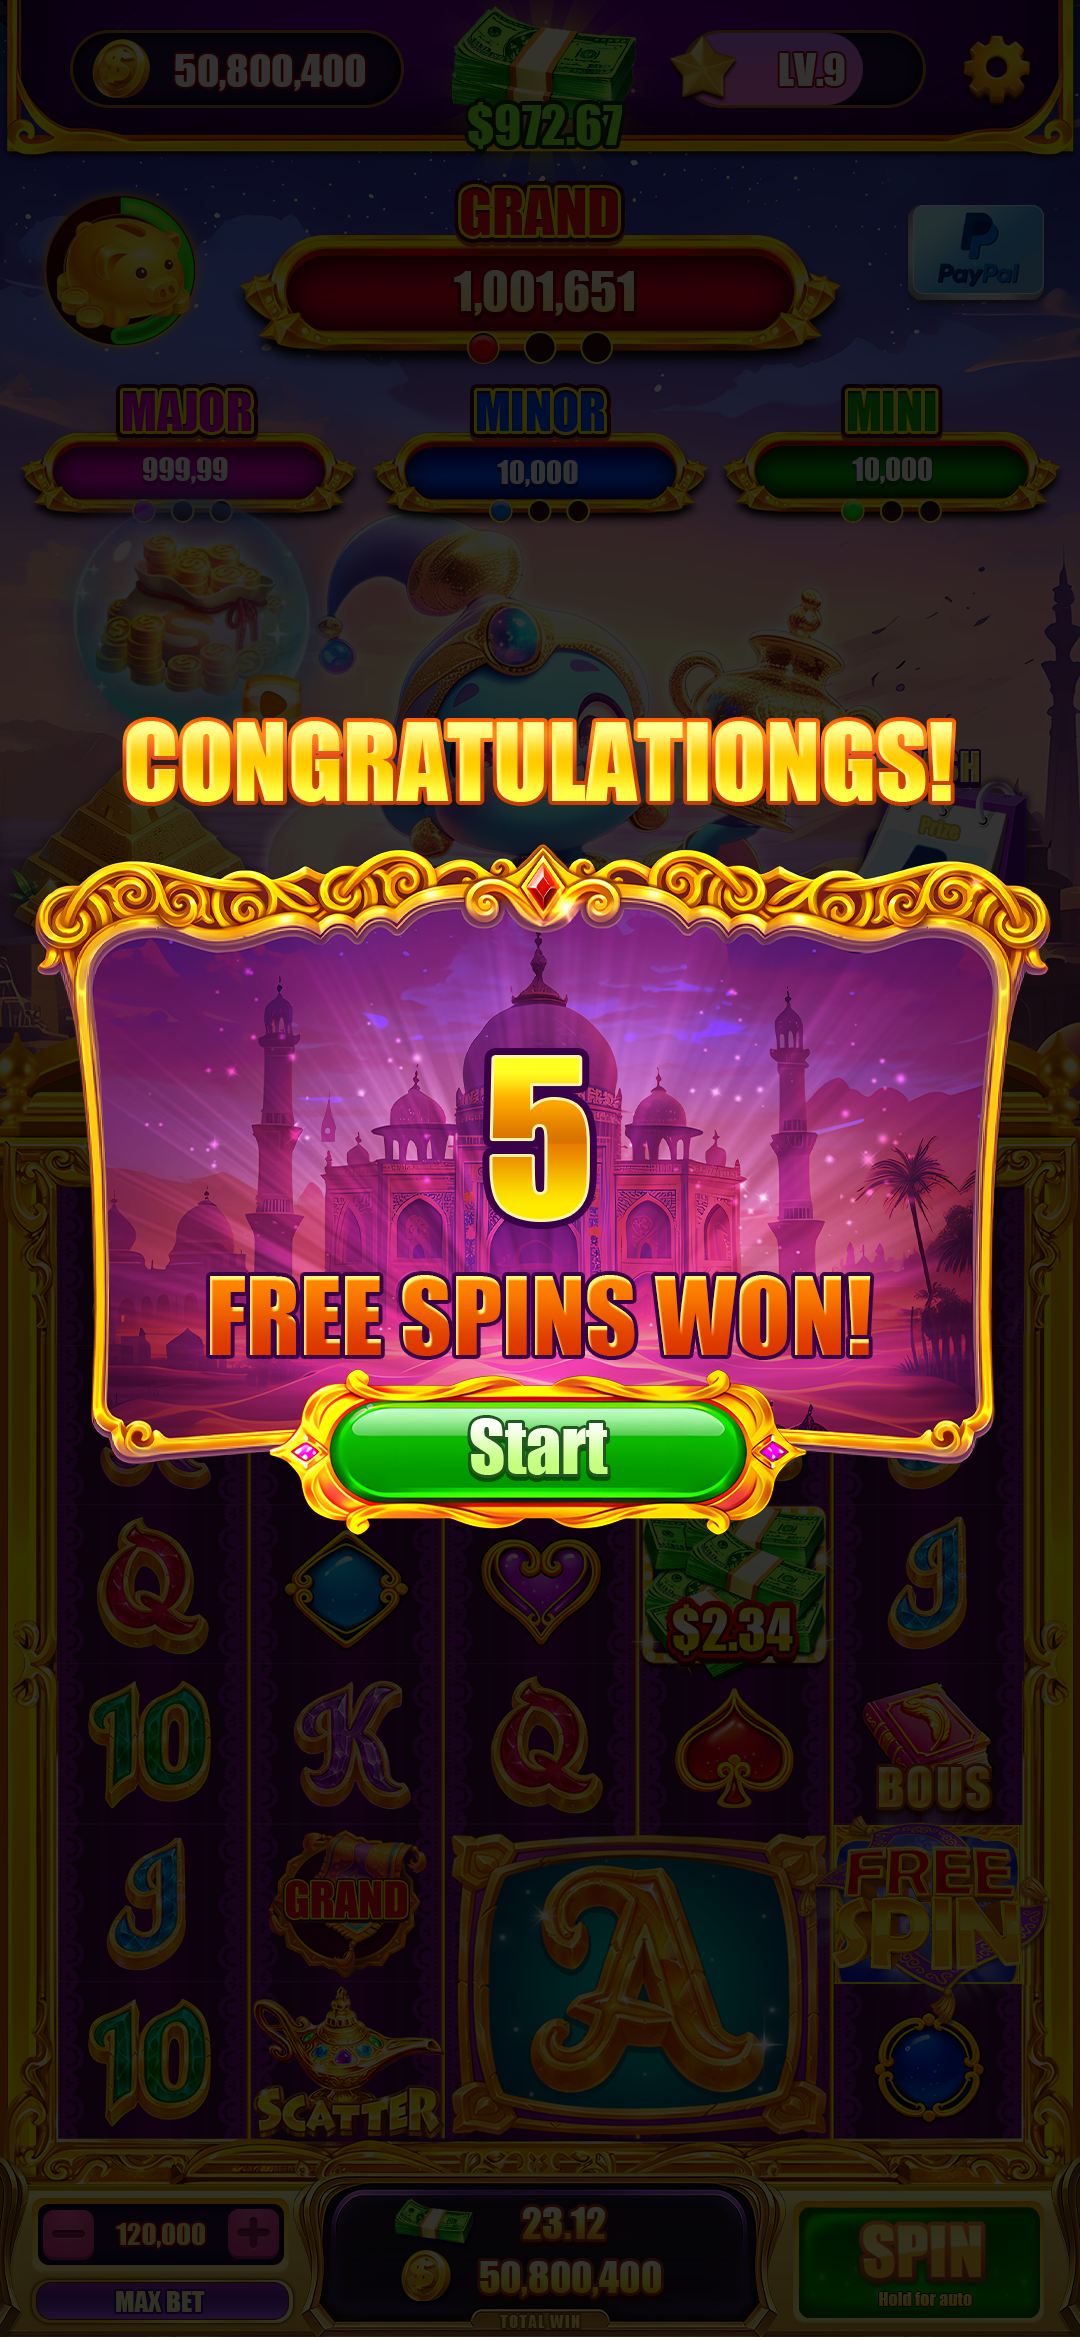 50,800,400
$972.67
LV.9
GRAND
1,001,651
PayPal
MAJOR
MINOR
MINI
999,99
10,000
10,000
CONGRATULATIONGS!
Prize
5
FREE SPINS WON!
Start
$2.34
BOUS
GRAND
FREE
SPIN
SCATTER
120,000
MAX BET
23.12
50,800,400
TOTAL WIN
SPIN
Hold for auto